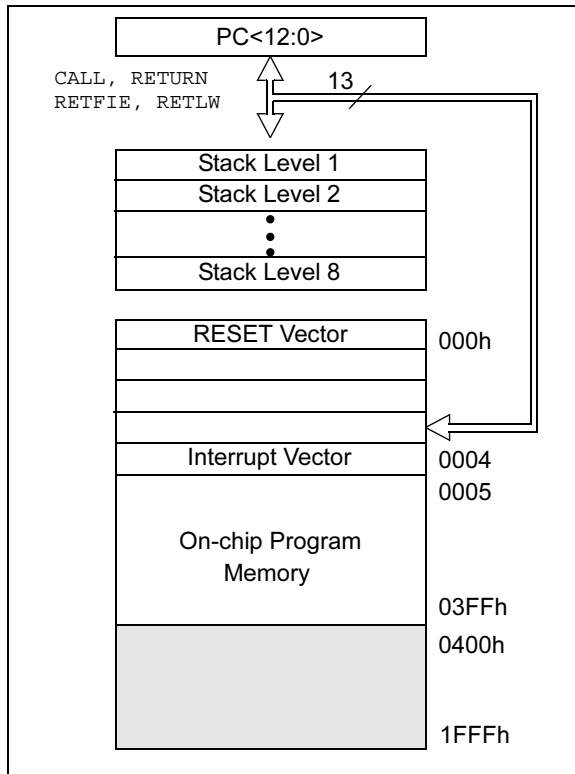 PC<12:0>
CALL, RETURN
RETFIE, RETLW
13
Stack Level 1
Stack Level 2
Stack Level 8
RESET Vector
000h
Interrupt Vector
0004
0005
On-chip Program
Memory
03FFh
0400h
1FFFh